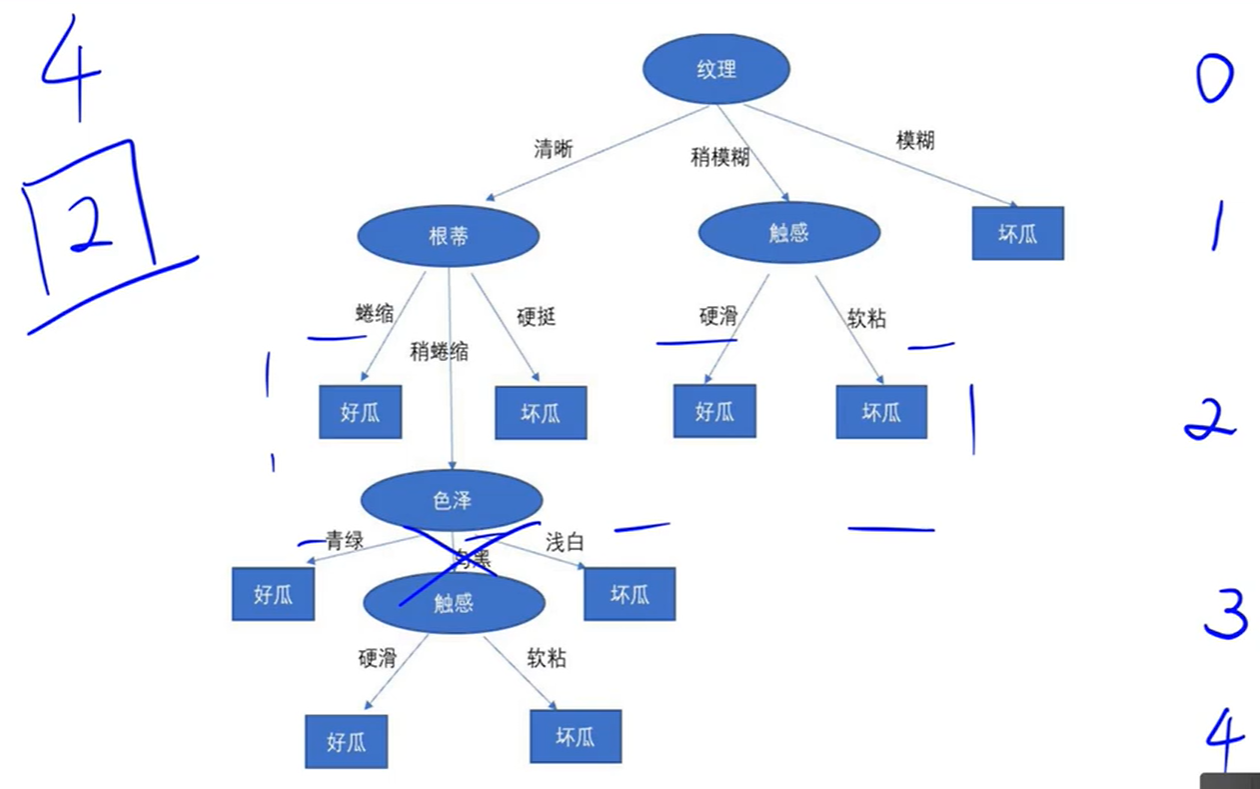 4
纹理
0
清晰
稍模糊
模糊
2
根蒂
触感
坏瓜
1
蜷缩
稍蜷缩
硬挺
硬滑
软粘
好瓜
坏瓜
好瓜
坏瓜
2
色泽
青绿
乌黑
浅白
好瓜
触感
坏瓜
3
硬滑
软粘
好瓜
坏瓜
4